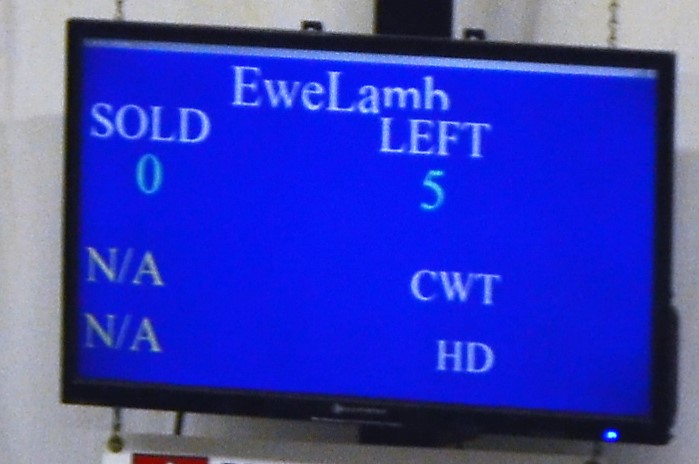 EweLamb
SOLD LEFT
0 5
N/A CWT
N/A HD